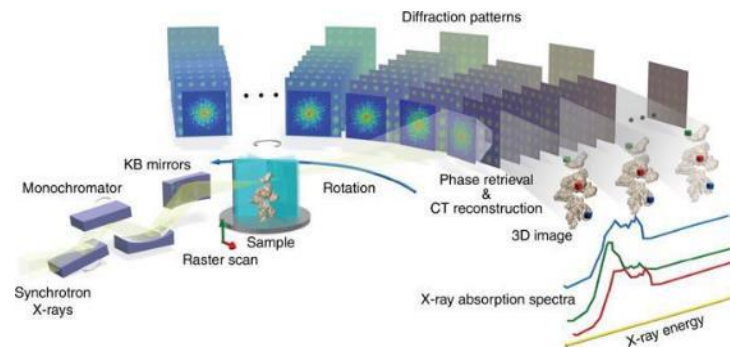 Diffraction patterns
KB mirrors
Monochromator
Rotation
Phase retrieval
&
CT reconstruction
Sample
3D image
Raster scan
Synchrotron
X-rays
X-ray absorption spectra
X-ray energy